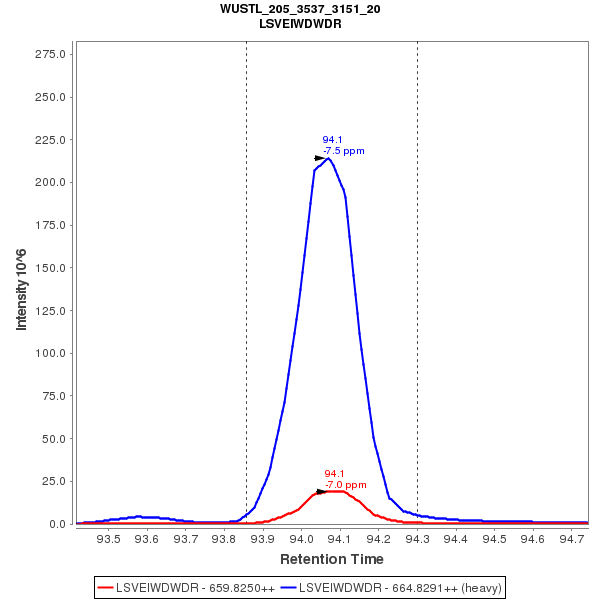 WUSTL_205_3537_3151_20
LSVEIWDWDR
Intensity 10^6
275.0
250.0
225.0
200.0
175.0
150.0
125.0
100.0
75.0
50.0
25.0
0.0
94.1
-7.5 ppm
94.1
-7.0 ppm
93.5 93.6 93.7 93.8 93.9 94.0 94.1 94.2 94.3 94.4 94.5 94.6 94.7
Retention Time
LSVEIWDWDR - 659.8250++ LSVEIWDWDR - 664.8291++ (heavy)